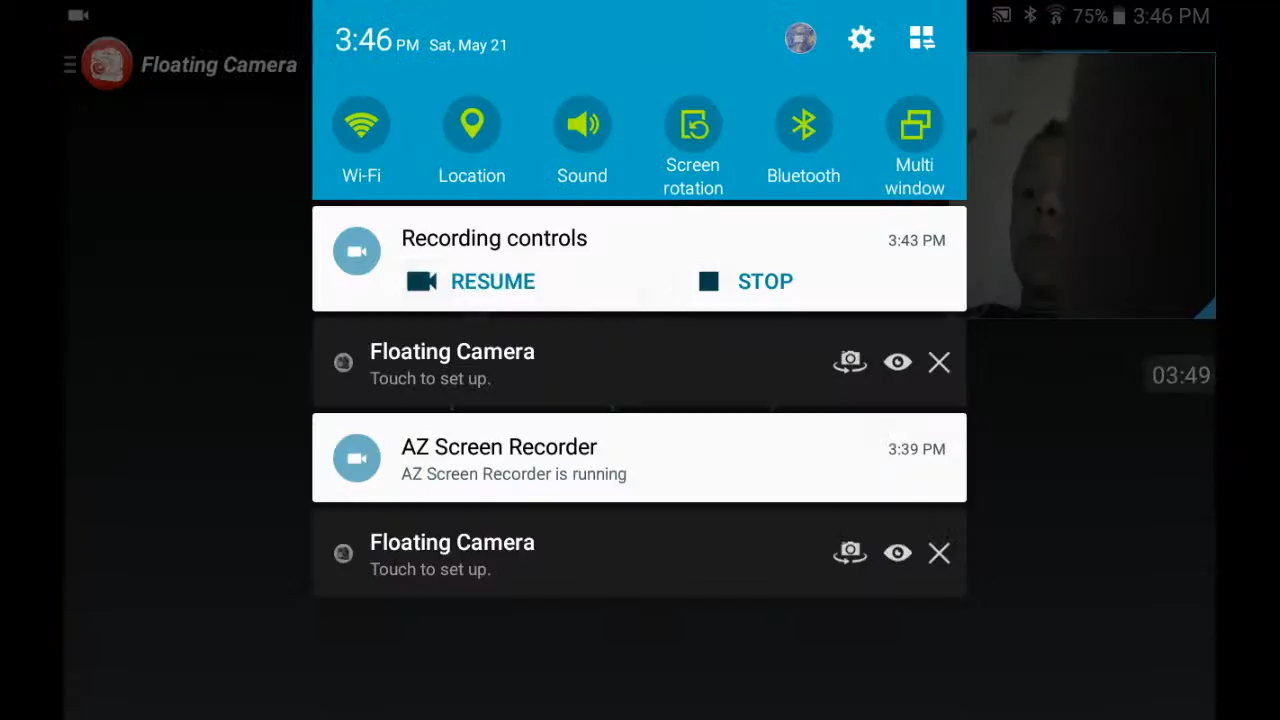 75% 3:46 PM
Floating Camera
3:46 PM Sat, May 21
Wi-Fi
Location
Sound
Screen
rotation
Bluetooth
Multi
window
Recording controls
3:43 PM
RESUME
STOP
Floating Camera
Touch to set up.
03:49
AZ Screen Recorder
3:39 PM
AZ Screen Recorder is running
Floating Camera
Touch to set up.